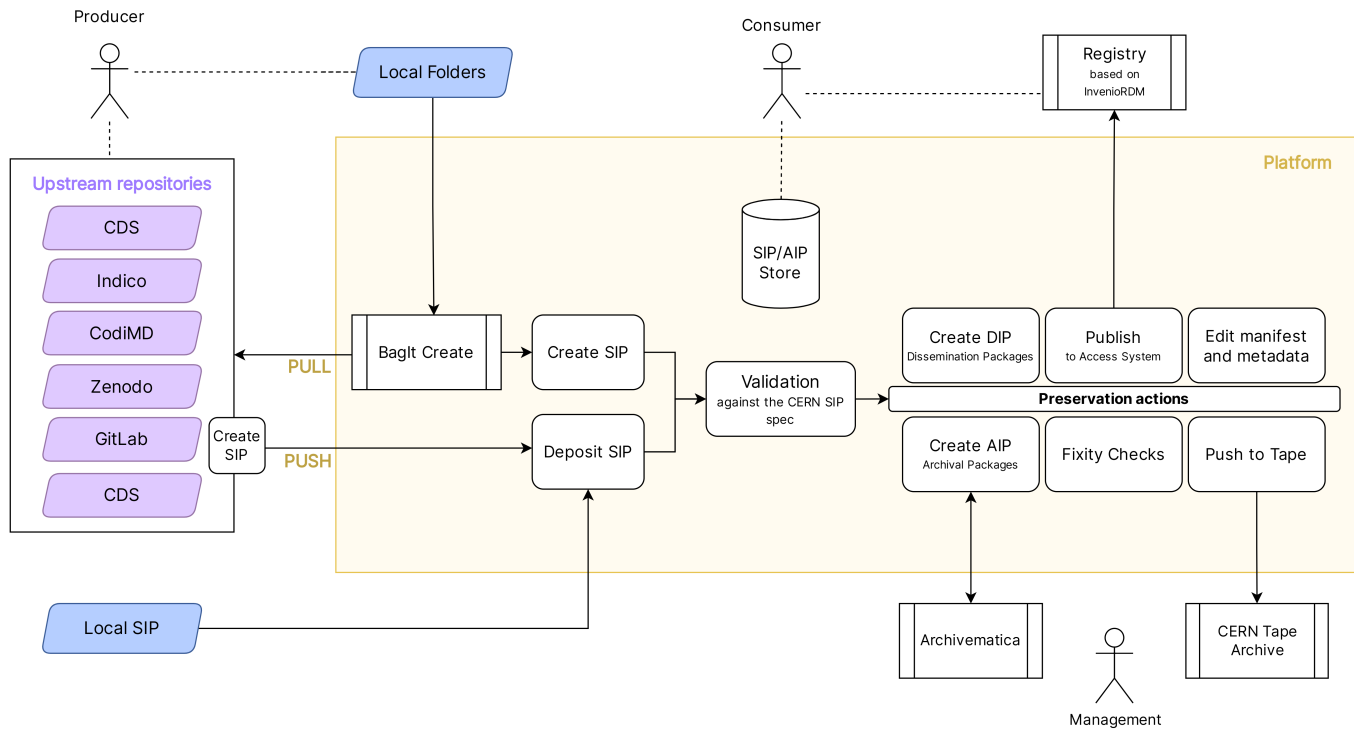 Producer
Consumer
Local Folders
Registry
based on
InvenioRDM
Platform
Upstream repositories
CDS
Indico
CodiMD
Zenodo
GitLab
CDS
Create
SIP
PULL
PUSH
BagIt Create
Create SIP
Deposit SIP
SIP/AIP
Store
Validation
against the CERN SIP
spec
Create DIP
Dissemination Packages
Publish
to Access System
Edit manifest
and metadata
Preservation actions
Create AIP
Archival Packages
Fixity Checks
Push to Tape
Local SIP
Archivematica
CERN Tape
Archive
Management